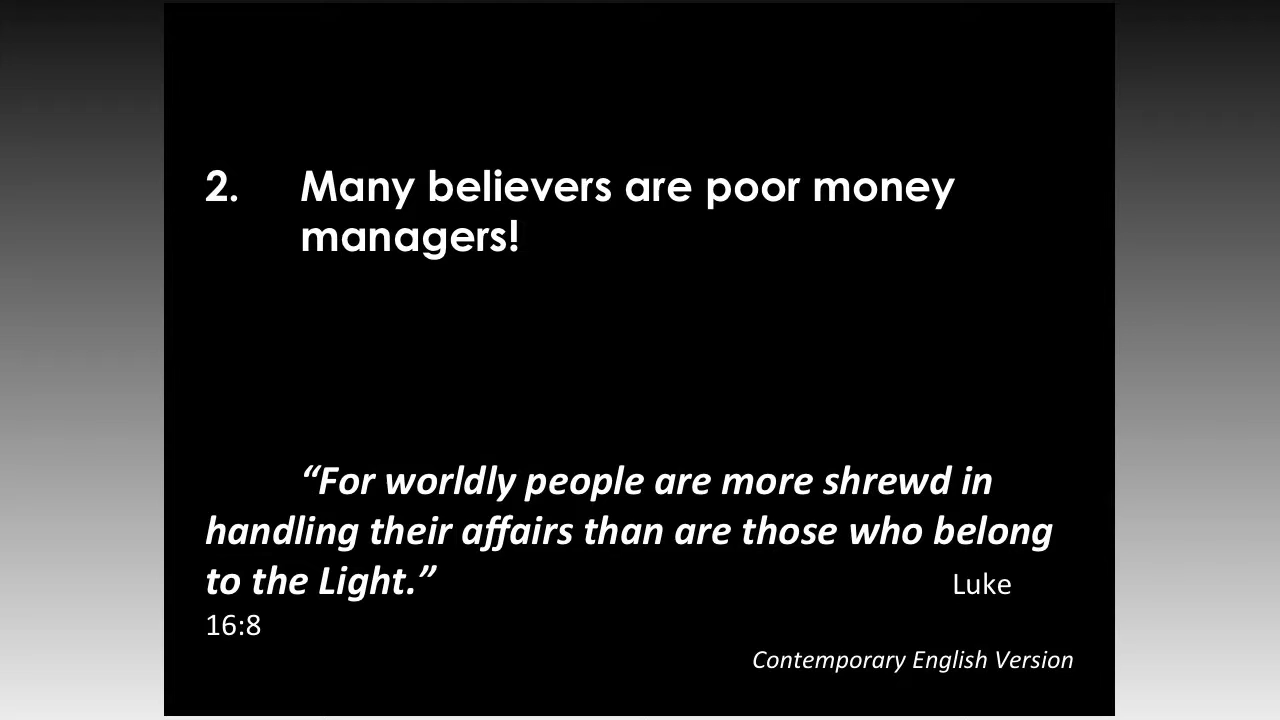 2. Many believers are poor money
managers!
“For worldly people are more shrewd in
handling their affairs than are those who belong
to the Light.” Luke
16:8
Contemporary English Version